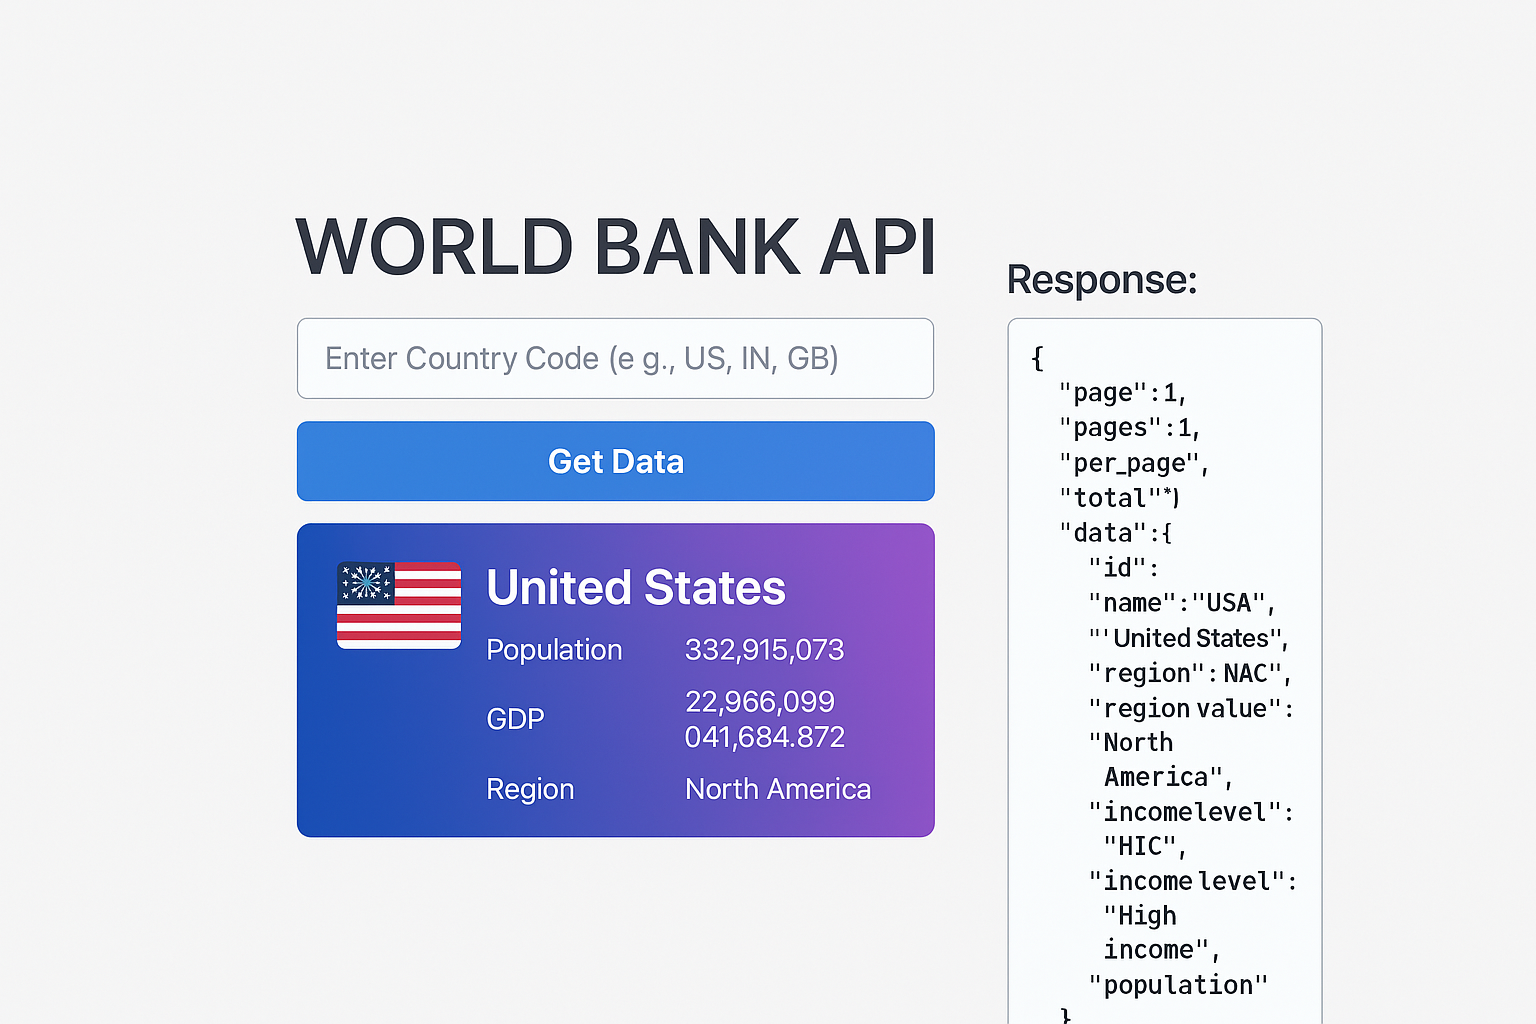 WORLD BANK API
Enter Country Code (e g., US, IN, GB)
Get Data
United States
Population 332,915,073
GDP 22,966,099
041,684.872
Region North America
Response:
{
"page":1,
"pages":1,
"per_page",
"total"*)
"data":{
"id":
"name":"USA",
"'United States",
"region": NAC",
"region value":
"North
America",
"incomelevel":
"HIC",
"income level":
"High
income",
"population"
}